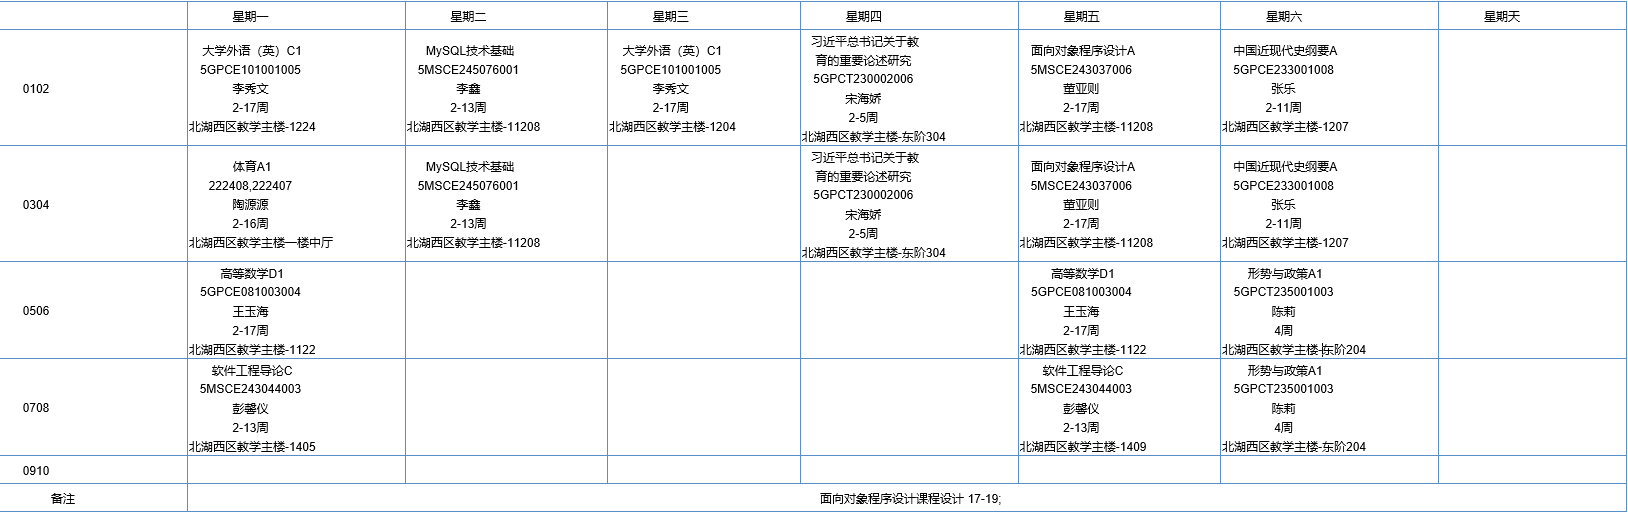 星期一 星期二 星期三 星期四 星期五 星期六 星期天
0102
大学外语（英）C1
5GPCE101001005
李秀文
2-17周
北湖西区教学主楼-1224
MySQL技术基础
5MSCE245076001
李鑫
2-13周
北湖西区教学主楼-11208
大学外语（英）C1
5GPCE101001005
李秀文
2-17周
北湖西区教学主楼-1204
习近平总书记关于教
育的重要论述研究
5GPCT230002006
宋海娇
2-5周
北湖西区教学主楼-东阶304
面向对象程序设计A
5MSCE243037006
董亚则
2-17周
北湖西区教学主楼-11208
中国近现代史纲要A
5GPCE233001008
张乐
2-11周
北湖西区教学主楼-1207
0304
体育A1
222408,222407
陶源源
2-16周
北湖西区教学主楼一楼中厅
MySQL技术基础
5MSCE245076001
李鑫
2-13周
北湖西区教学主楼-11208
习近平总书记关于教
育的重要论述研究
5GPCT230002006
宋海娇
2-5周
北湖西区教学主楼-东阶304
面向对象程序设计A
5MSCE243037006
董亚则
2-17周
北湖西区教学主楼-11208
中国近现代史纲要A
5GPCE233001008
张乐
2-11周
北湖西区教学主楼-1207
0506
高等数学D1
5GPCE081003004
王玉海
2-17周
北湖西区教学主楼-1122
高等数学D1
5GPCE081003004
王玉海
2-17周
北湖西区教学主楼-1122
形势与政策A1
5GPCT235001003
陈莉
4周
北湖西区教学主楼-东阶204
0708
软件工程导论C
5MSCE243044003
彭馨仪
2-13周
北湖西区教学主楼-1405
软件工程导论C
5MSCE243044003
彭馨仪
2-13周
北湖西区教学主楼-1409
形势与政策A1
5GPCT235001003
陈莉
4周
北湖西区教学主楼-东阶204
0910
备注 面向对象程序设计课程设计 17-19;